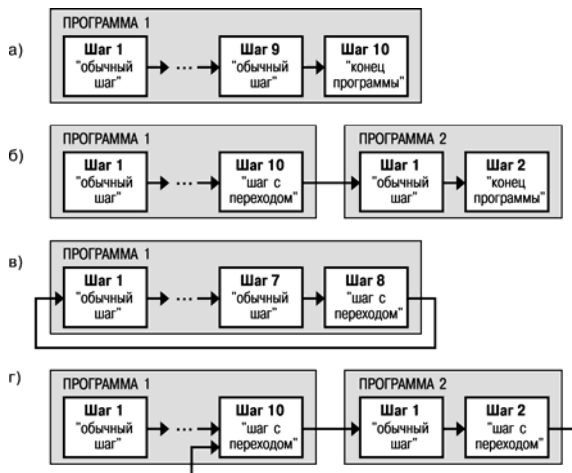 а)
ПРОГРАММА 1
Шаг 1
"обычный
шаг"
...
Шаг 9
"обычный
шаг"
Шаг 10
"конец
программы"
б)
ПРОГРАММА 1
Шаг 1
"обычный
шаг"
...
Шаг 10
"шаг с
переходом"
ПРОГРАММА 2
Шаг 1
"обычный
шаг"
Шаг 2
"конец
программы"
в)
ПРОГРАММА 1
Шаг 1
"обычный
шаг"
...
Шаг 7
"обычный
шаг"
Шаг 8
"шаг с
переходом"
г)
ПРОГРАММА 1
Шаг 1
"обычный
шаг"
...
Шаг 10
"шаг с
переходом"
ПРОГРАММА 2
Шаг 1
"обычный
шаг"
Шаг 2
"шаг с
переходом"